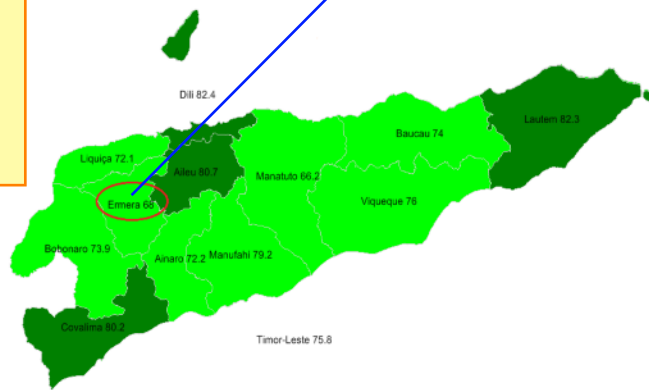 Dili 82.4
Lautem 82.3
Baucau 74
Liquiça 72.1
Aileu 80.7
Manatuto 66.2
Ermera 68
Viqueque 78
Bobonaro 73.9
Ainaro 72.2
Manufahi 79.2
Covalima 80.2
Timor-Leste 75.8